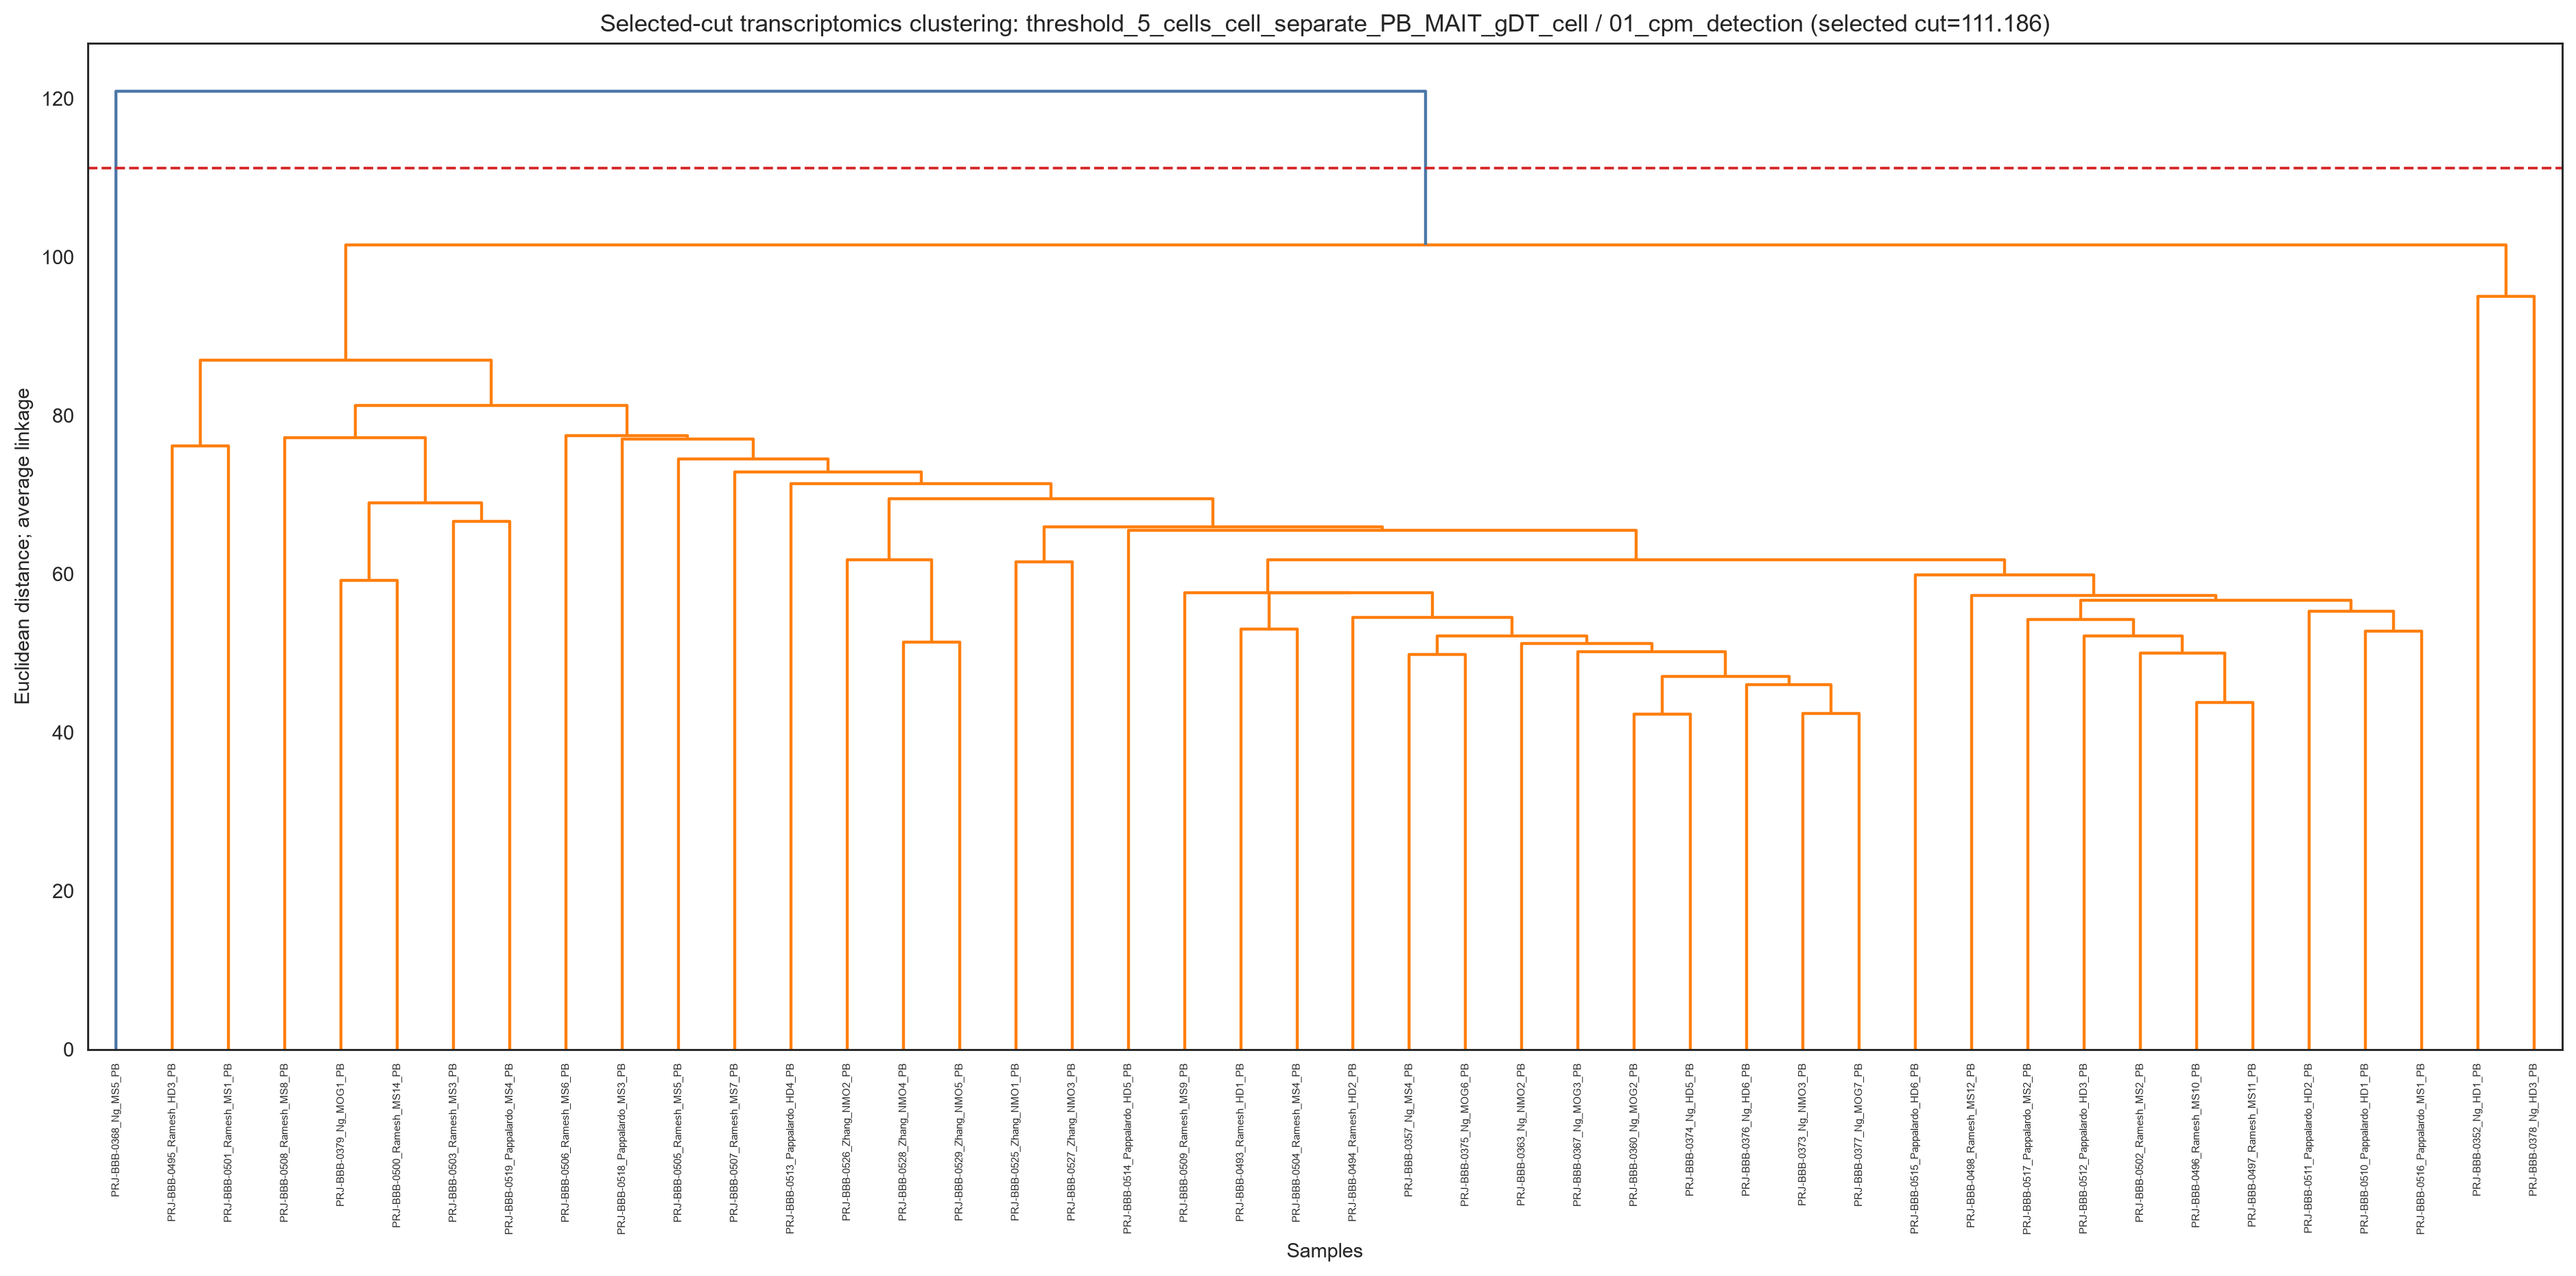 Selected-cut transcriptomics clustering: threshold_5_cells_cell_separate_PB_MAIT_gDT_cell / 01_cpm_detection (selected cut=111.186)
120
100
80
60
40
20
0
Euclidean distance; average linkage
PRJ-BBB-0368_Ng_MS5_PB
PRJ-BBB-0495_Ramesh_HD3_PB
PRJ-BBB-0501_Ramesh_MS1_PB
PRJ-BBB-0508_Ramesh_MS8_PB
PRJ-BBB-0379_Ng_MOG1_PB
PRJ-BBB-0500_Ramesh_MS14_PB
PRJ-BBB-0503_Ramesh_MS3_PB
PRJ-BBB-0519_Pappalardo_MS4_PB
PRJ-BBB-0506_Ramesh_MS6_PB
PRJ-BBB-0518_Pappalardo_MS3_PB
PRJ-BBB-0505_Ramesh_MS5_PB
PRJ-BBB-0507_Ramesh_MS7_PB
PRJ-BBB-0513_Pappalardo_HD4_PB
PRJ-BBB-0526_Zhang_NMO2_PB
PRJ-BBB-0528_Zhang_NMO4_PB
PRJ-BBB-0529_Zhang_NMO5_PB
PRJ-BBB-0525_Zhang_NMO1_PB
PRJ-BBB-0527_Zhang_NMO3_PB
PRJ-BBB-0514_Pappalardo_HD5_PB
PRJ-BBB-0509_Ramesh_MS9_PB
PRJ-BBB-0493_Ramesh_HD1_PB
PRJ-BBB-0504_Ramesh_MS4_PB
PRJ-BBB-0494_Ramesh_HD2_PB
PRJ-BBB-0357_Ng_MS4_PB
PRJ-BBB-0375_Ng_MOG6_PB
PRJ-BBB-0363_Ng_NMO2_PB
PRJ-BBB-0367_Ng_MOG3_PB
PRJ-BBB-0360_Ng_MOG2_PB
PRJ-BBB-0374_Ng_HD5_PB
PRJ-BBB-0376_Ng_HD6_PB
PRJ-BBB-0373_Ng_NMO3_PB
PRJ-BBB-0377_Ng_MOG7_PB
PRJ-BBB-0515_Pappalardo_HD6_PB
PRJ-BBB-0498_Ramesh_MS12_PB
PRJ-BBB-0517_Pappalardo_MS2_PB
PRJ-BBB-0512_Pappalardo_HD3_PB
PRJ-BBB-0502_Ramesh_MS2_PB
PRJ-BBB-0496_Ramesh_MS10_PB
PRJ-BBB-0497_Ramesh_MS11_PB
PRJ-BBB-0511_Pappalardo_HD2_PB
PRJ-BBB-0510_Pappalardo_HD1_PB
PRJ-BBB-0516_Pappalardo_MS1_PB
PRJ-BBB-0352_Ng_HD1_PB
PRJ-BBB-0378_Ng_HD3_PB
Samples